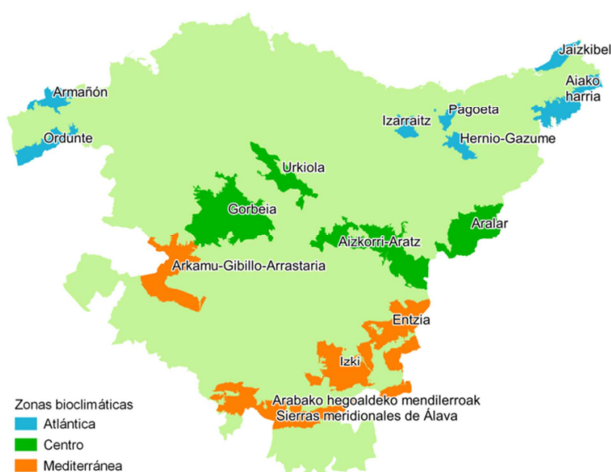 Jaizkibel
Armañón
Aiako
harria
Pagoeta
Izarraitz
Ordunte
Hernio-Gazume
Urkiola
Gorbeia
Aralar
Aizkorri-Aratz
Arkamu-Gibillo-Arrastaria
Entzia
Izki
Arabako hegoaldeko mendilerroak
Sierras meridionales de Álava
Zonas bioclimáticas
Atlántica
Centro
Mediterránea